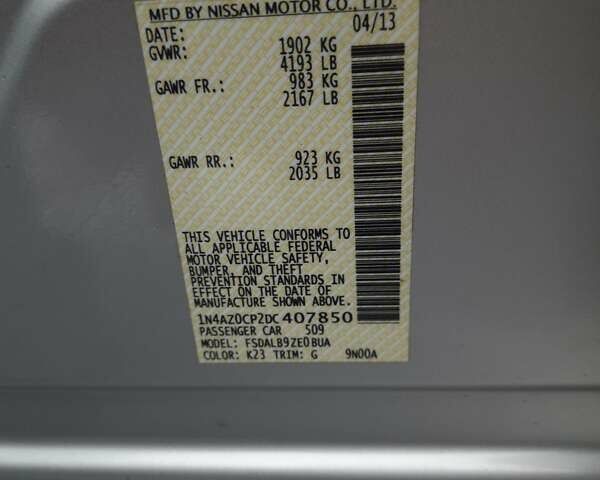 MFD BY NISSAN MOTOR CO., LTD.
DATE: 04/13
GVWR: 1902 KG
4193 LB
GAWR FR.: 983 KG
2167 LB
GAWR RR.: 923 KG
2035 LB
THIS VEHICLE CONFORMS TO
ALL APPLICABLE FEDERAL
MOTOR VEHICLE SAFETY,
BUMPER, AND THEFT
PREVENTION STANDARDS IN
EFFECT ON THE DATE OF
MANUFACTURE SHOWN ABOVE.
1N4AZ0CP2DC407850
PASSENGER CAR 509
MODEL: FSDALB9ZE0BUA
COLOR: K23 TRIM: G 9N00A